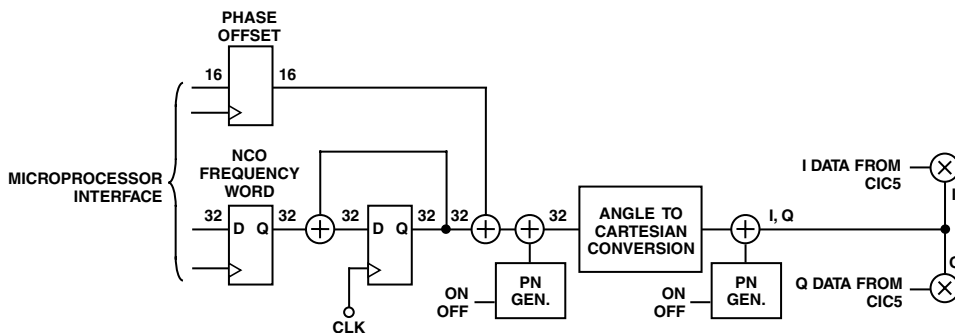 PHASE
OFFSET
16
16
MICROPROCESSOR
INTERFACE
NCO
FREQUENCY
WORD
32
D Q
32
32
D Q
32
32
32
CLK
PN
GEN.
ON
OFF
ANGLE TO
CARTESIAN
CONVERSION
PN
GEN.
ON
OFF
I, Q
I DATA FROM
CIC5
Q DATA FROM
CIC5